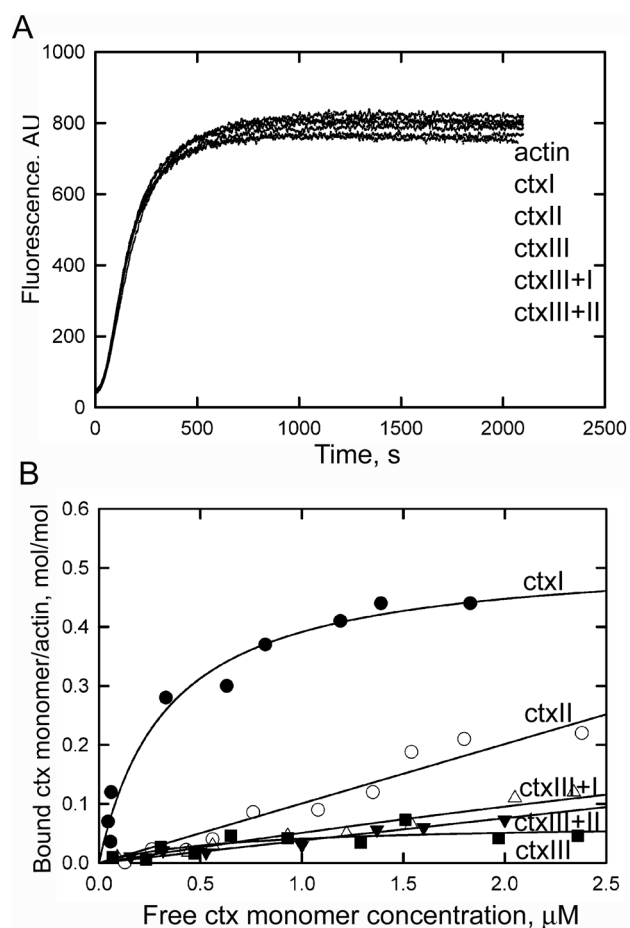 A
1000
800
600
400
200
0
Fluorescence. AU
actin
ctxI
ctxII
ctxIII
ctxIII+I
ctxIII+II
0 500 1000 1500 2000 2500
Time, s
B
0.6
0.5
0.4
0.3
0.2
0.1
0.0
Bound ctx monomer/actin, mol/mol
ctxI
ctxII
ctxIII+I
ctxIII+II
ctxIII
0.0 0.5 1.0 1.5 2.0 2.5
Free ctx monomer concentration, μM